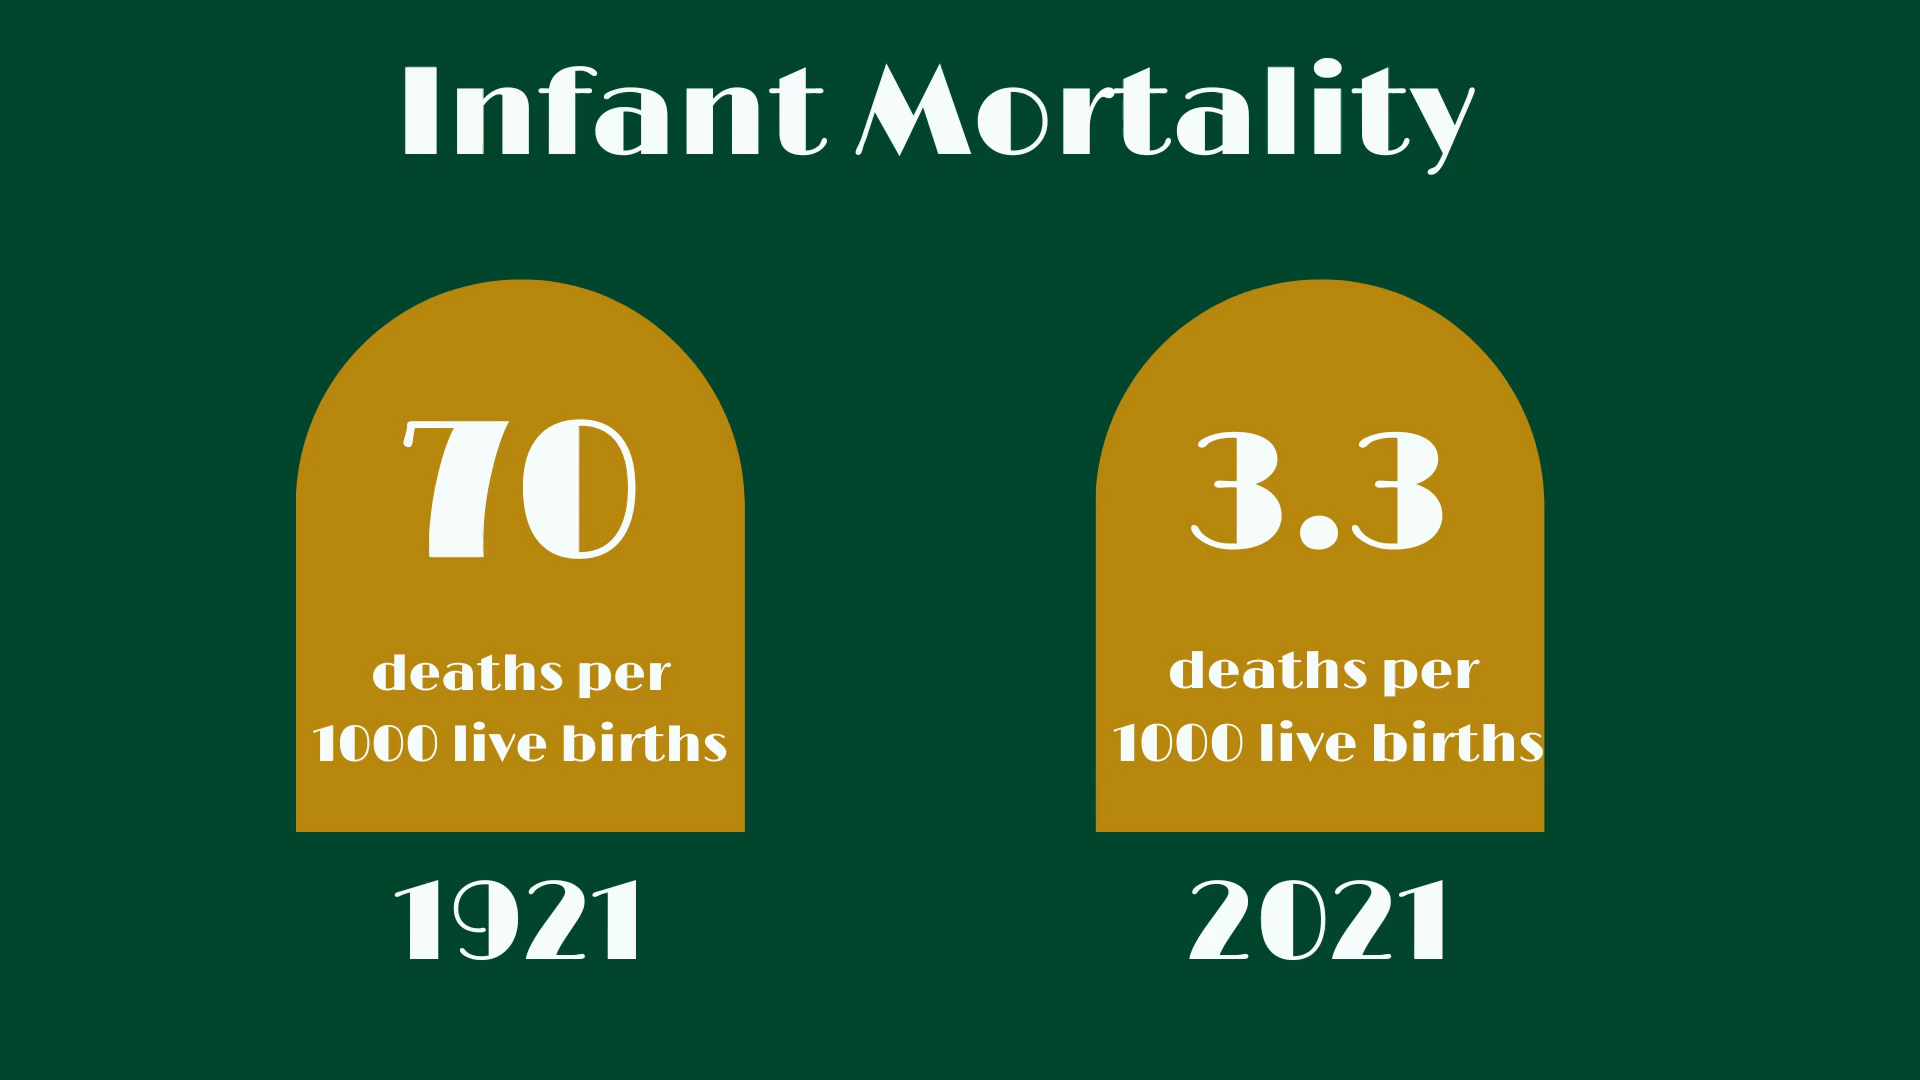 Infant Mortality
70
deaths per
1000 live births
1921
3.3
deaths per
1000 live births
2021